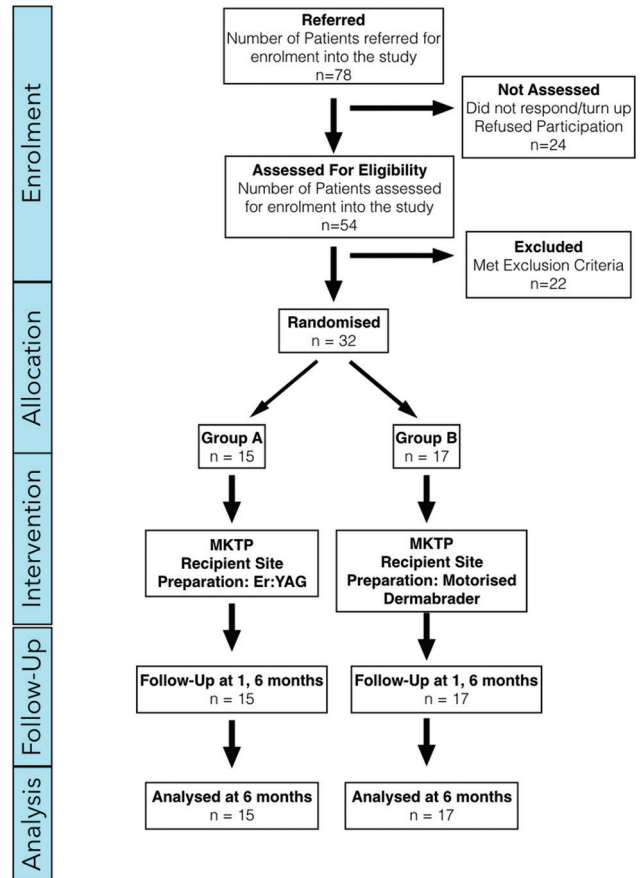 Enrolment
Referred
Number of Patients referred for
enrolment into the study
n=78
Not Assessed
Did not respond/turn up
Refused Participation
n=24
Assessed For Eligibility
Number of Patients assessed
for enrolment into the study
n=54
Excluded
Met Exclusion Criteria
n=22
Allocation
Randomised
n = 32
Group A
n = 15
Group B
n = 17
Intervention
MKTP
Recipient Site
Preparation: Er:YAG
MKTP
Recipient Site
Preparation: Motorised
Dermabrader
Follow-Up
Follow-Up at 1, 6 months
n = 15
Follow-Up at 1, 6 months
n = 17
Analysis
Analysed at 6 months
n = 15
Analysed at 6 months
n = 17